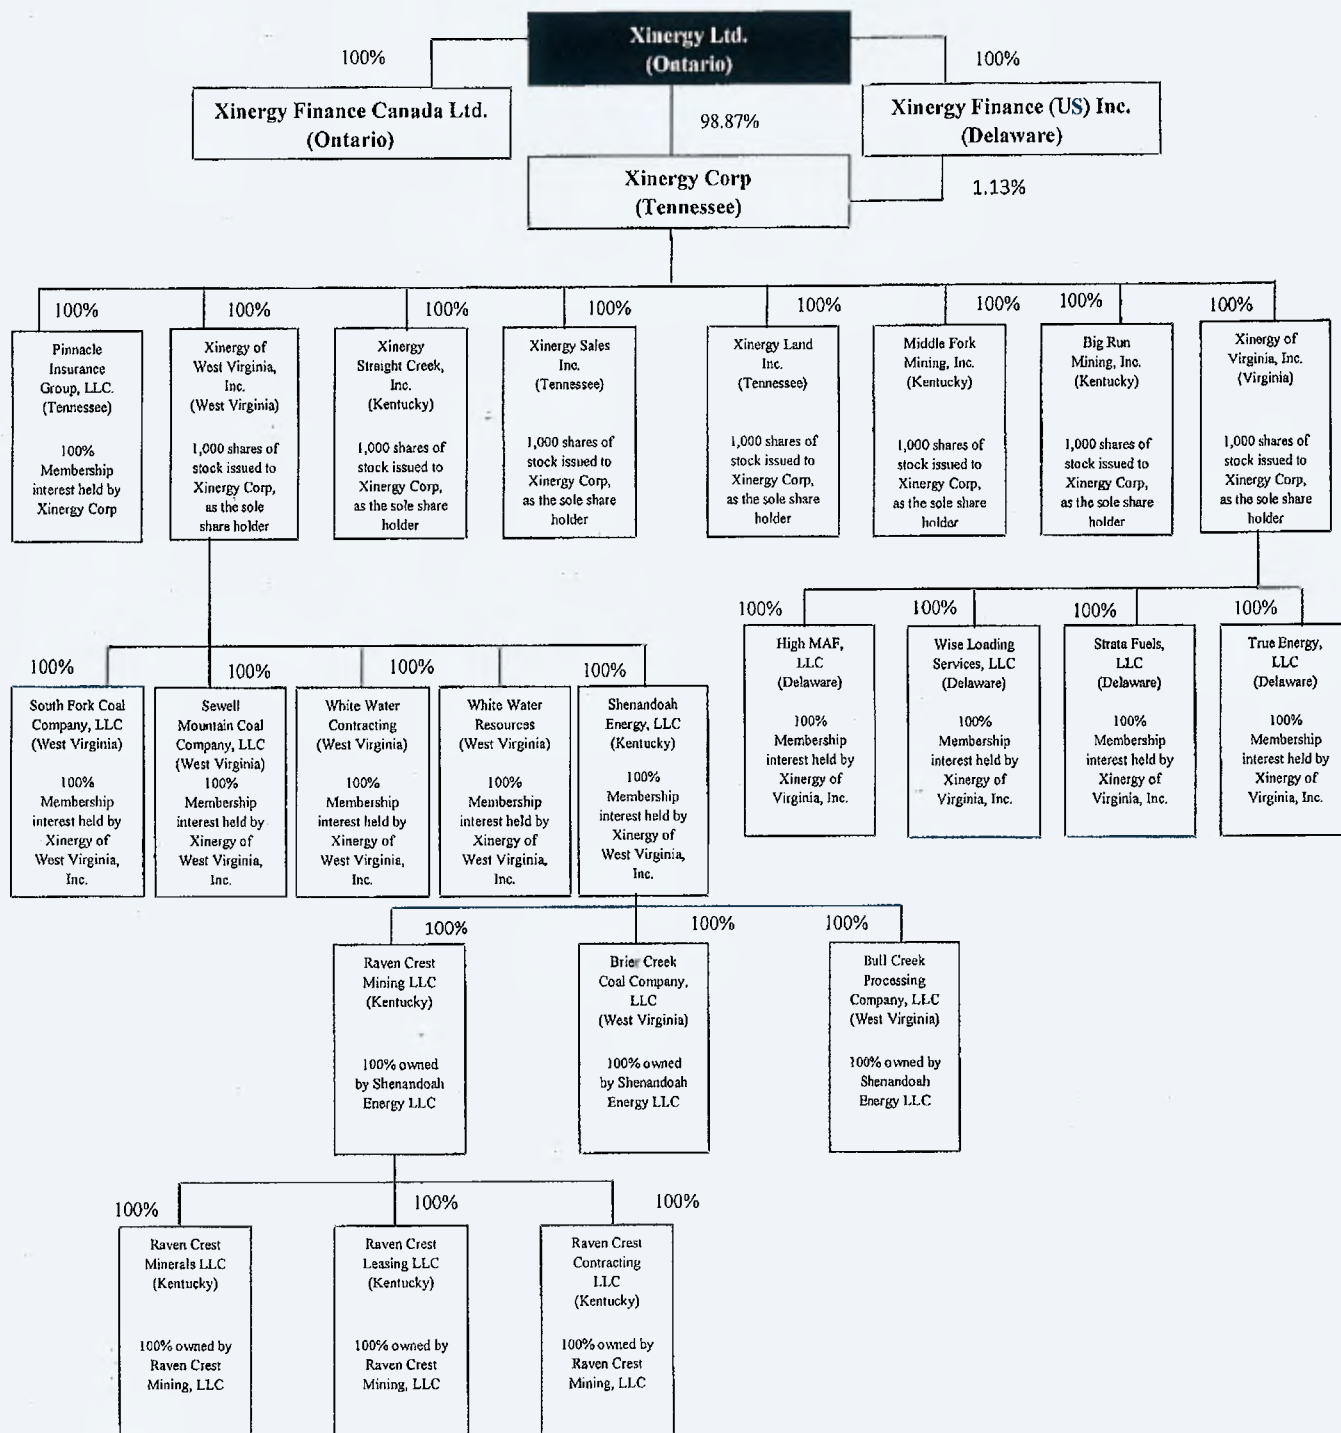 Xinergy Ltd.
(Ontario)
100%
100%
Xinergy Finance Canada Ltd.
(Ontario)
98.87%
Xinergy Finance (US) Inc.
(Delaware)
Xinergy Corp
(Tennessee)
1.13%
100%
Pinnacle
Insurance
Group, LLC.
(Tennessee)
100%
Membership
interest held by
Xinergy Corp
100%
Xinergy of
West Virginia,
Inc.
(West Virginia)
1,000 shares of
stock issued to
Xinergy Corp,
as the sole
share holder
100%
Xinergy
Straight Creek,
Inc.
(Kentucky)
1,000 shares of
stock issued to
Xinergy Corp,
as the sole share
holder
100%
Xinergy Sales
Inc.
(Tennessee)
1,000 shares of
stock issued to
Xinergy Corp,
as the sole share
holder
100%
Xinergy Land
Inc.
(Tennessee)
1,000 shares of
stock issued to
Xinergy Corp,
as the sole share
holder
100%
Middle Fork
Mining, Inc.
(Kentucky)
1,000 shares of
stock issued to
Xinergy Corp,
as the sole share
holder
100%
Big Run
Mining, Inc.
(Kentucky)
1,000 shares of
stock issued to
Xinergy Corp,
as the sole share
holder
100%
Xinergy of
Virginia, Inc.
(Virginia)
1,000 shares of
stock issued to
Xinergy Corp,
as the sole share
holder
100%
South Fork Coal
Company, LLC
(West Virginia)
100%
Membership
interest held by
Xinergy of
West Virginia,
Inc.
100%
Sewell
Mountain Coal
Company, LLC
(West Virginia)
100%
Membership
interest held by
Xinergy of
West Virginia,
Inc.
100%
White Water
Contracting
(West Virginia)
100%
Membership
interest held by
Xinergy of
West Virginia,
Inc.
White Water
Resources
(West Virginia)
100%
Membership
interest held by
Xinergy of
West Virginia,
Inc.
100%
Shenandoah
Energy, LLC
(Kentucky)
100%
Membership
interest held by
Xinergy of
West Virginia,
Inc.
100%
High MAF,
LLC
(Delaware)
100%
Membership
interest held by
Xinergy of
Virginia, Inc.
100%
Wise Loading
Services, LLC
(Delaware)
100%
Membership
interest held by
Xinergy of
Virginia, Inc.
100%
Strata Fuels,
LLC
(Delaware)
100%
Membership
interest held by
Xinergy of
Virginia, Inc.
100%
True Energy,
LLC
(Delaware)
100%
Membership
interest held by
Xinergy of
Virginia, Inc.
100%
Raven Crest
Mining LLC
(Kentucky)
100% owned
by Shenandoah
Energy LLC
100%
Brier Creek
Coal Company,
LLC
(West Virginia)
100% owned
by Shenandoah
Energy LLC
100%
Bull Creek
Processing
Company, LLC
(West Virginia)
100% owned
by Shenandoah
Energy LLC
100%
Raven Crest
Minerals LLC
(Kentucky)
100% owned by
Raven Crest
Mining, LLC
100%
Raven Crest
Leasing LLC
(Kentucky)
100% owned by
Raven Crest
Mining, LLC
100%
Raven Crest
Contracting
LLC
(Kentucky)
100% owned by
Raven Crest
Mining, LLC